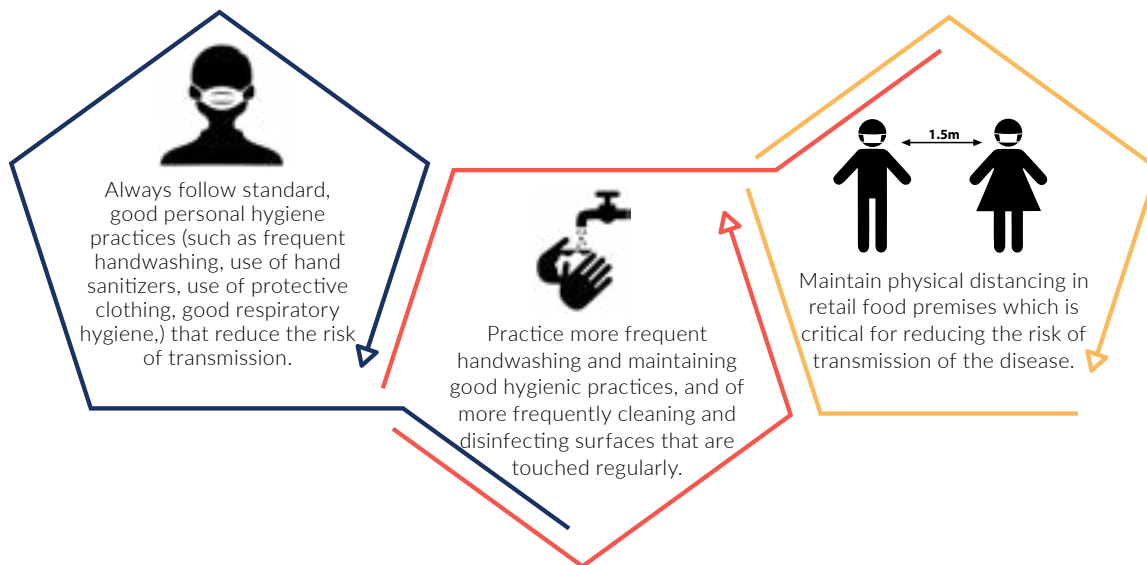 Always follow standard,
good personal hygiene
practices (such as frequent
handwashing, use of hand
sanitizers, use of protective
clothing, good respiratory
hygiene,) that reduce the risk
of transmission.
Practice more frequent
handwashing and maintaining
good hygienic practices, and of
more frequently cleaning and
disinfecting surfaces that are
touched regularly.
1.5m
Maintain physical distancing in
retail food premises which is
critical for reducing the risk of
transmission of the disease.